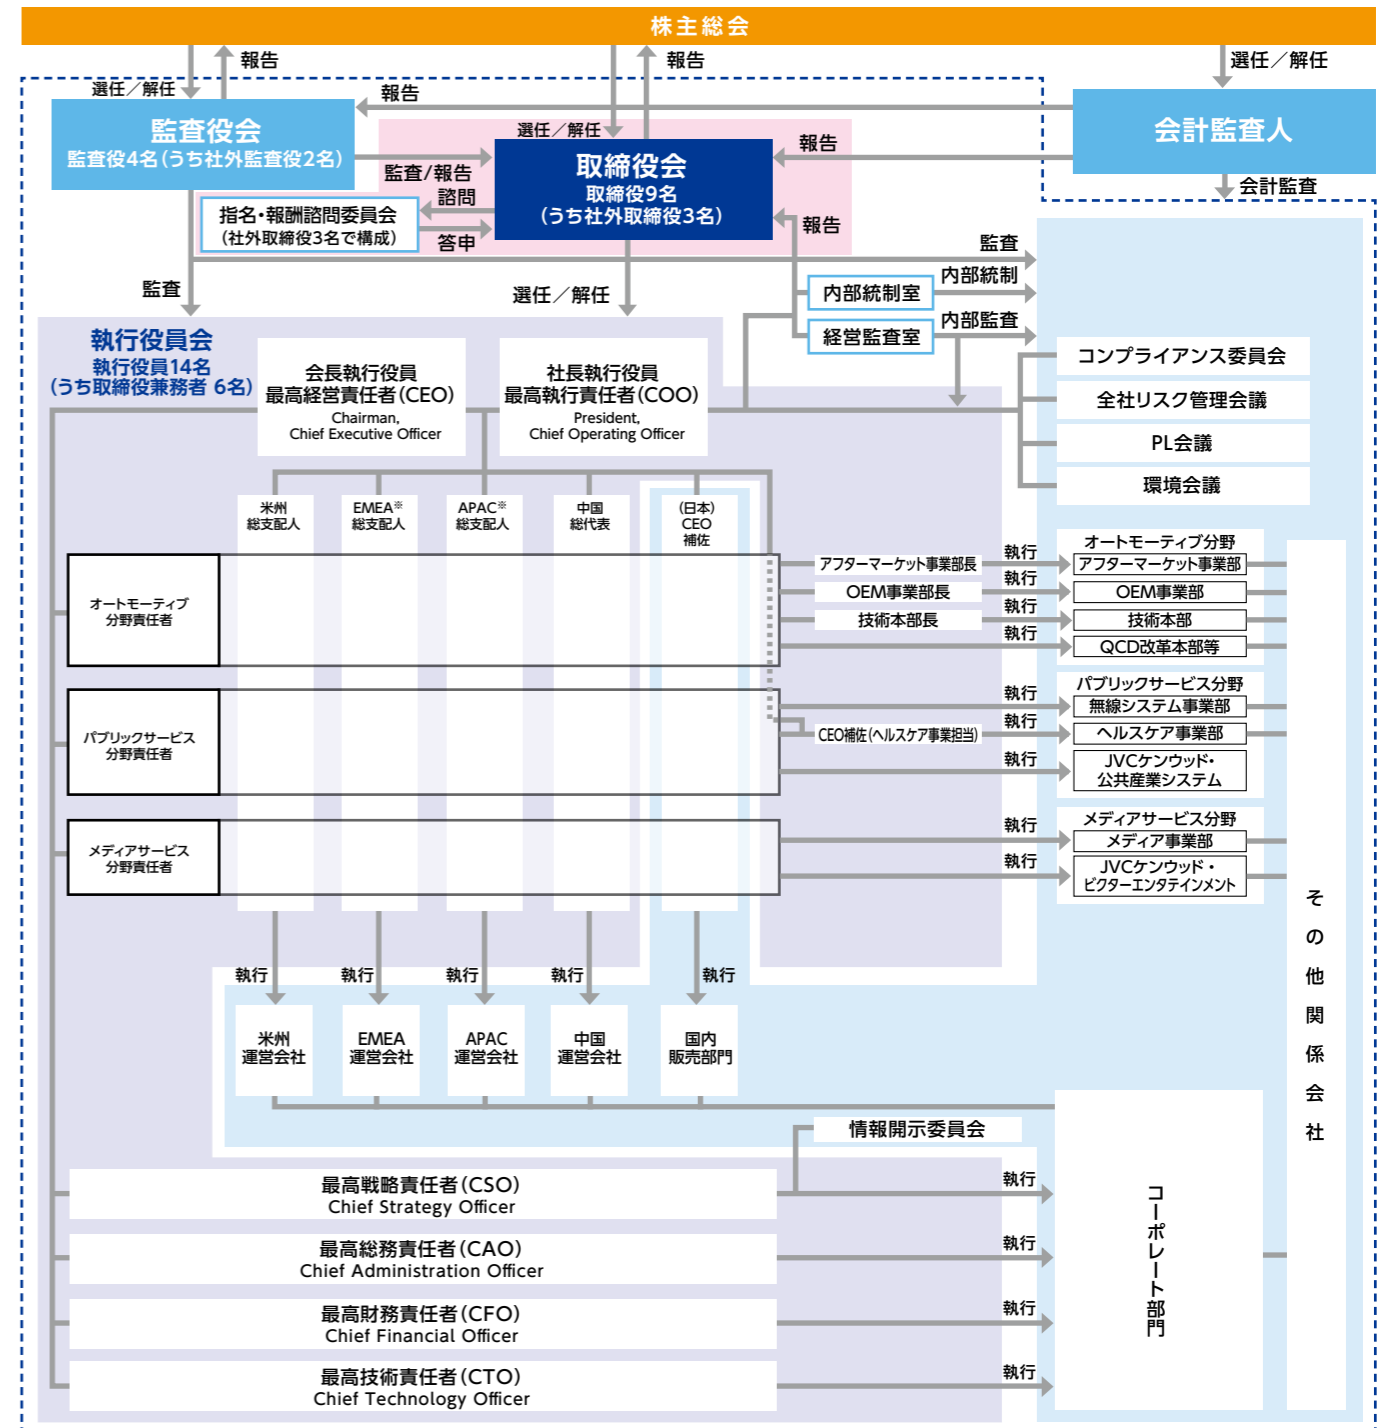 株主総会
報告
報告
選任／解任
選任／解任
報告
監査役会
監査役4名(うち社外監査役2名)
選任／解任
会計監査人
取締役会
取締役9名
(うち社外取締役3名)
報告
監査/報告
諮問
会計監査
指名・報酬諮問委員会
(社外取締役3名で構成)
答申
報告
監査
監査
選任／解任
内部統制室
内部統制
経営監査室
内部監査
執行役員会
執行役員14名
(うち取締役兼務者 6名)
会長執行役員
最高経営責任者(CEO)
Chairman,
Chief Executive Officer
社長執行役員
最高執行責任者(COO)
President,
Chief Operating Officer
コンプライアンス委員会
全社リスク管理会議
PL会議
環境会議
米州
総支配人
EMEA※
総支配人
APAC※
総支配人
中国
総代表
(日本)
CEO
補佐
オートモーティブ
分野責任者
アフターマーケット事業部長
OEM事業部長
技術本部長
執行
執行
執行
執行
オートモーティブ分野
アフターマーケット事業部
OEM事業部
技術本部
QCD改革本部等
パブリックサービス
分野責任者
CEO補佐(ヘルスケア事業担当)
執行
執行
執行
パブリックサービス分野
無線システム事業部
ヘルスケア事業部
JVCケンウッド・
公共産業システム
メディアサービス
分野責任者
執行
執行
メディアサービス分野
メディア事業部
JVCケンウッド・
ビクターエンタテインメント
その他関係会社
執行
執行
執行
執行
執行
米州
運営会社
EMEA
運営会社
APAC
運営会社
中国
運営会社
国内
販売部門
情報開示委員会
最高戦略責任者(CSO)
Chief Strategy Officer
執行
最高総務責任者(CAO)
Chief Administration Officer
執行
最高財務責任者(CFO)
Chief Financial Officer
執行
最高技術責任者(CTO)
Chief Technology Officer
執行
コーポレート部門